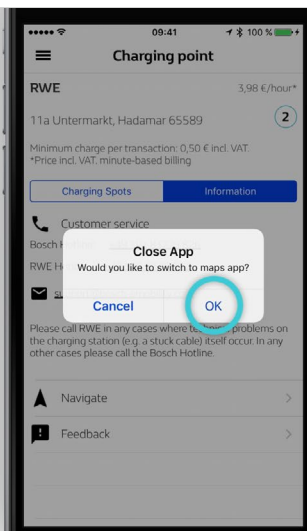 09:41
100 %
Charging point
RWE
3,98 €/hour*
11a Untermarkt, Hadamar 65589
2
Minimum charge per transaction: 0,50 € incl. VAT.
*Price incl. VAT. minute-based billing
Charging Spots
Information
Customer service
Bosch
RWE
Close App
Would you like to switch to maps app?
Cancel
OK
Please call RWE in any cases where technical problems on
the charging station (e.g. a stuck cable) itself occur. In any
other cases please call the Bosch Hotline.
Navigate
Feedback